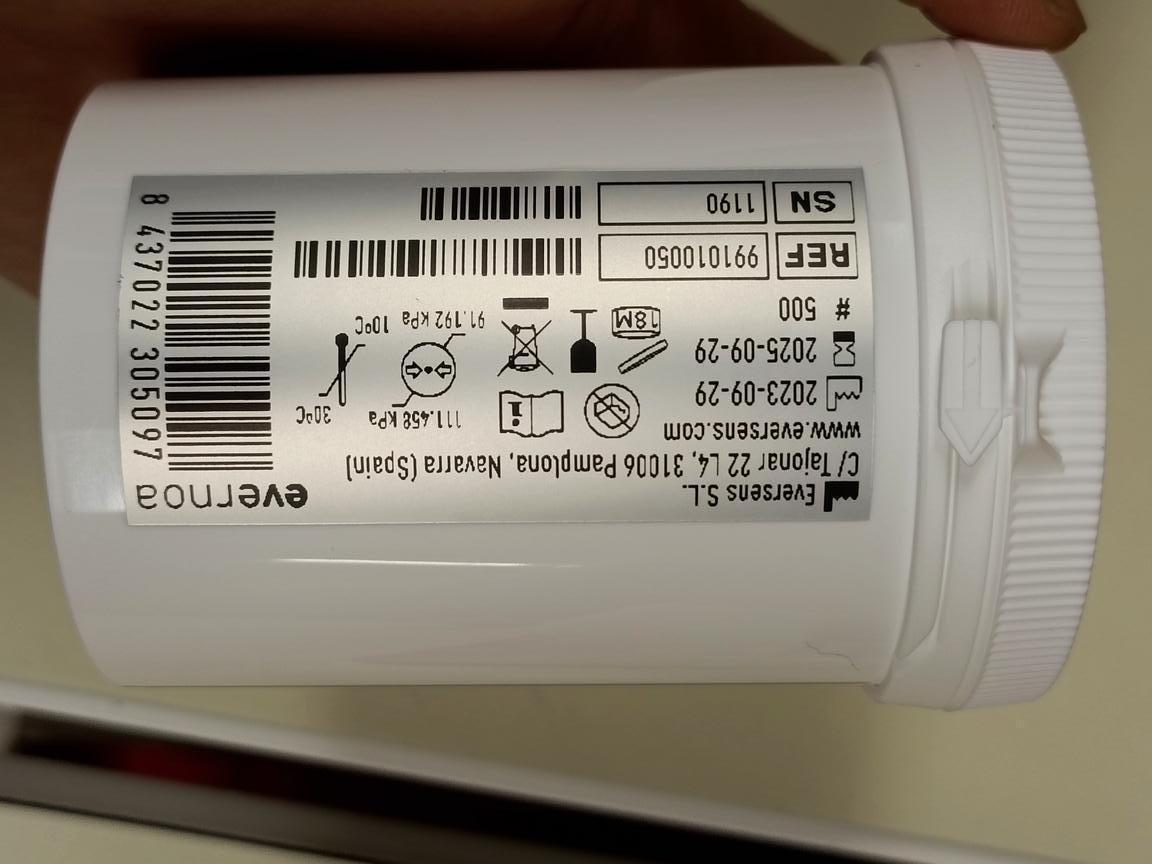 evernoa
Eversens S.L.
C/ Tajonar 22 L4, 31006 Pamplona, Navarra (Spain)
www.eversens.com
2023-09-29
2025-09-29
# 500
18M
111.458 kPa
91.192 kPa
30ºC
10ºC
REF 991010050
SN 1190
8 437022 305097